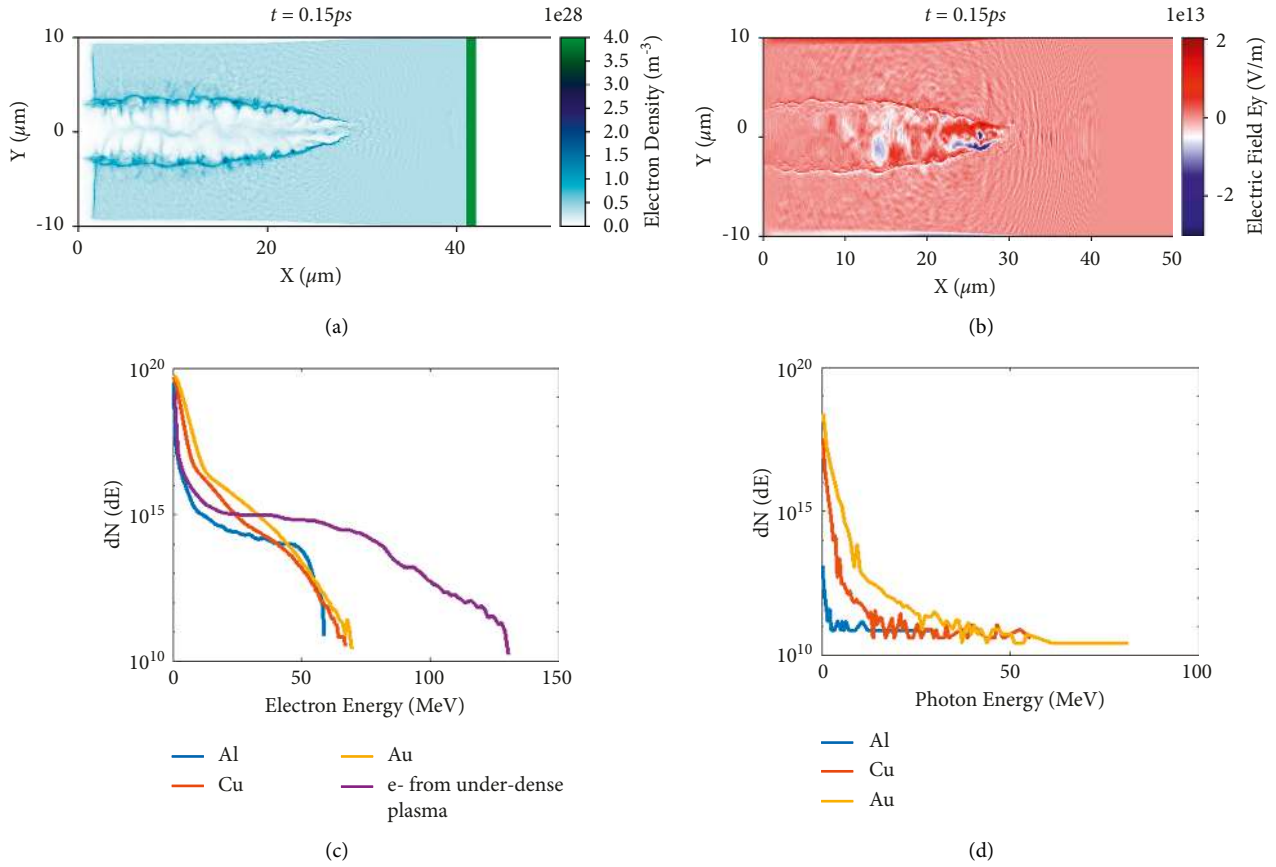 t = 0.15ps 1e28
10
0
-10
Y (μm)
0 20 40
X (μm)
4.0
3.5
3.0
2.5
2.0
1.5
1.0
0.5
0.0
Electron Density (m⁻³)
(a)
t = 0.15ps 1e13
10
0
-10
Y (μm)
0 10 20 30 40 50
X (μm)
2
0
-2
Electric Field Ey (V/m)
(b)
10²⁰
10¹⁵
10¹⁰
dN (dE)
0 50 100 150
Electron Energy (MeV)
Al
Cu
Au
e- from under-dense
plasma
(c)
10²⁰
10¹⁵
10¹⁰
dN (dE)
0 50 100
Photon Energy (MeV)
Al
Cu
Au
(d)